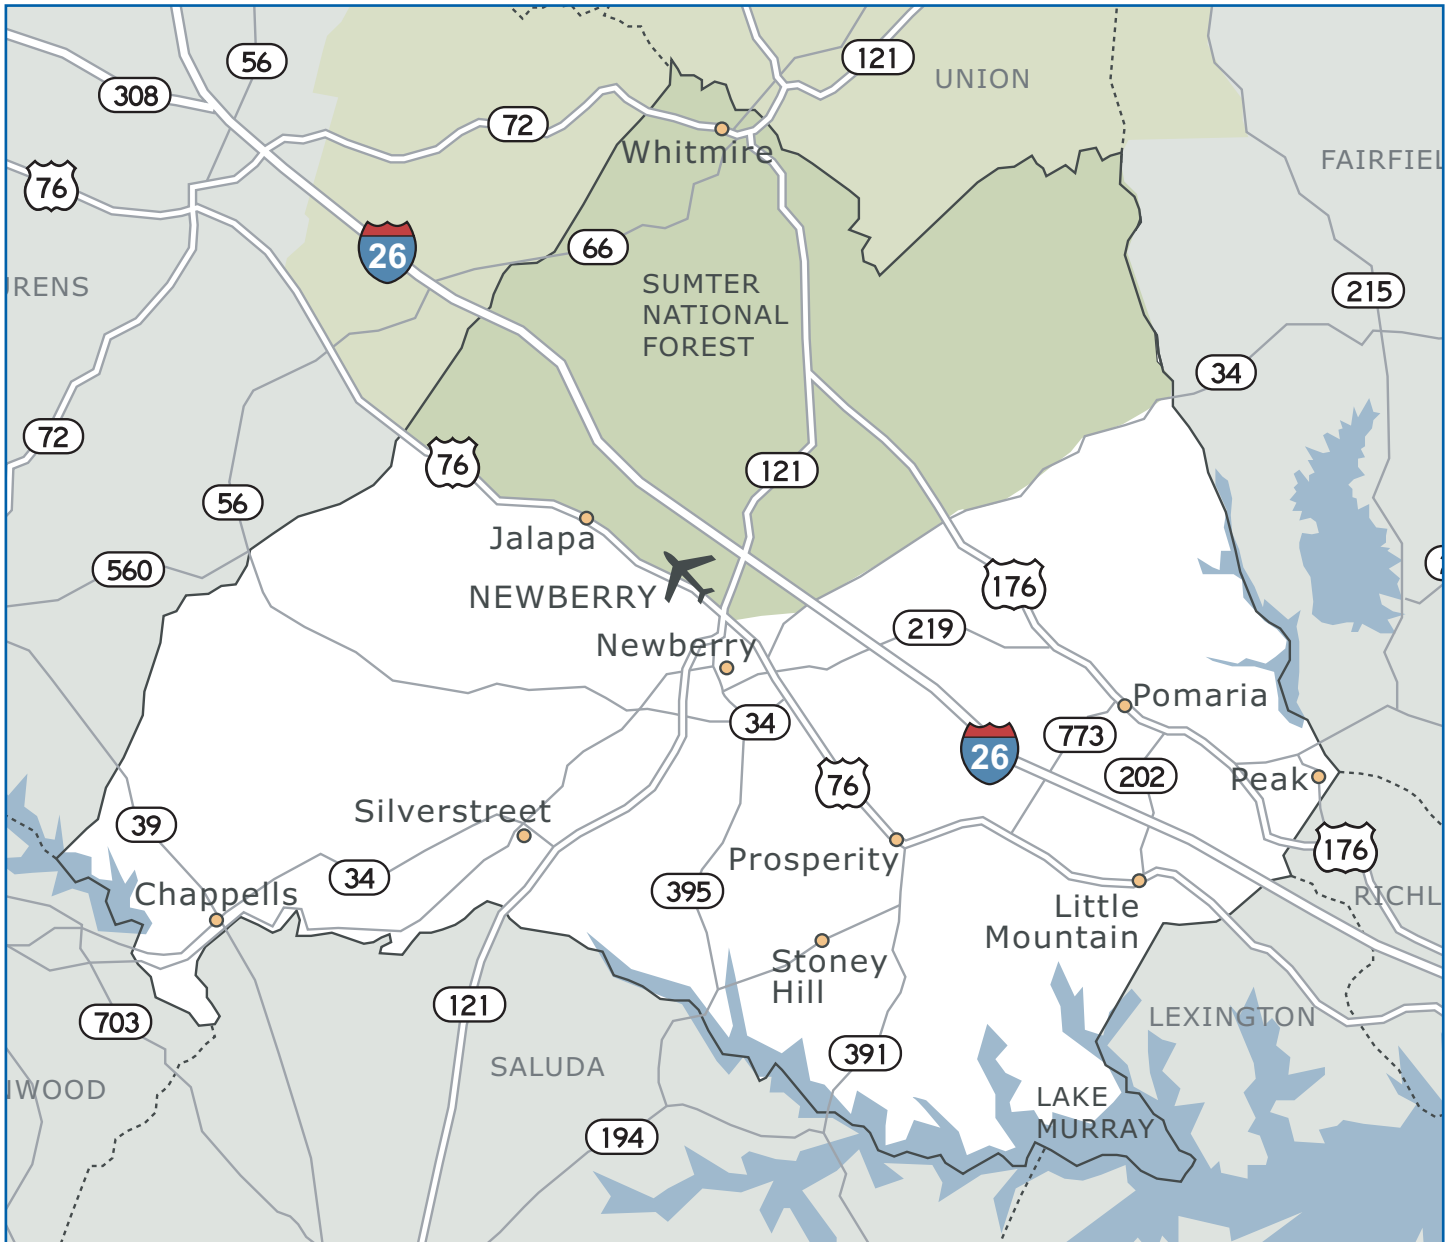 56
121
UNION
308
72
Whitmire
FAIRFIEL
76
66
26
SUMTER
NATIONAL
FOREST
URENS
215
34
72
76
121
56
Jalapa
560
NEWBERRY
176
219
Newberry
Pomaria
34
773
26
202
Peak
76
Silverstreet
39
176
Prosperity
34
395
Chappells
RICHL
Little
Mountain
Stoney
Hill
121
703
LEXINGTON
391
SALUDA
NWOOD
LAKE
MURRAY
194